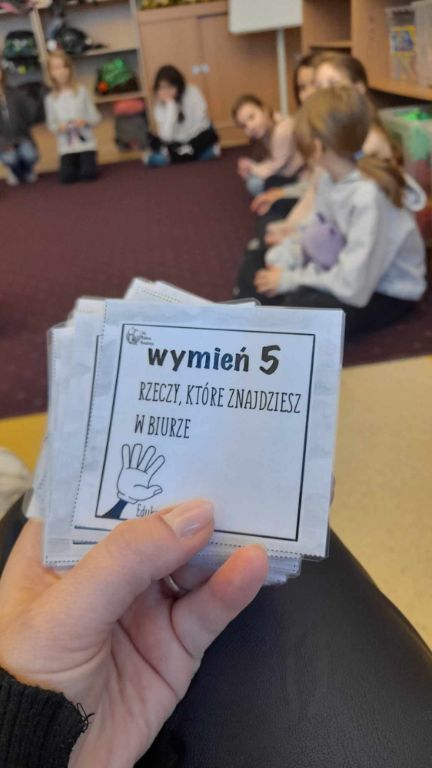 wymień 5
RZECZY, KTÓRE ZNAJDZIESZ
W BIURZE